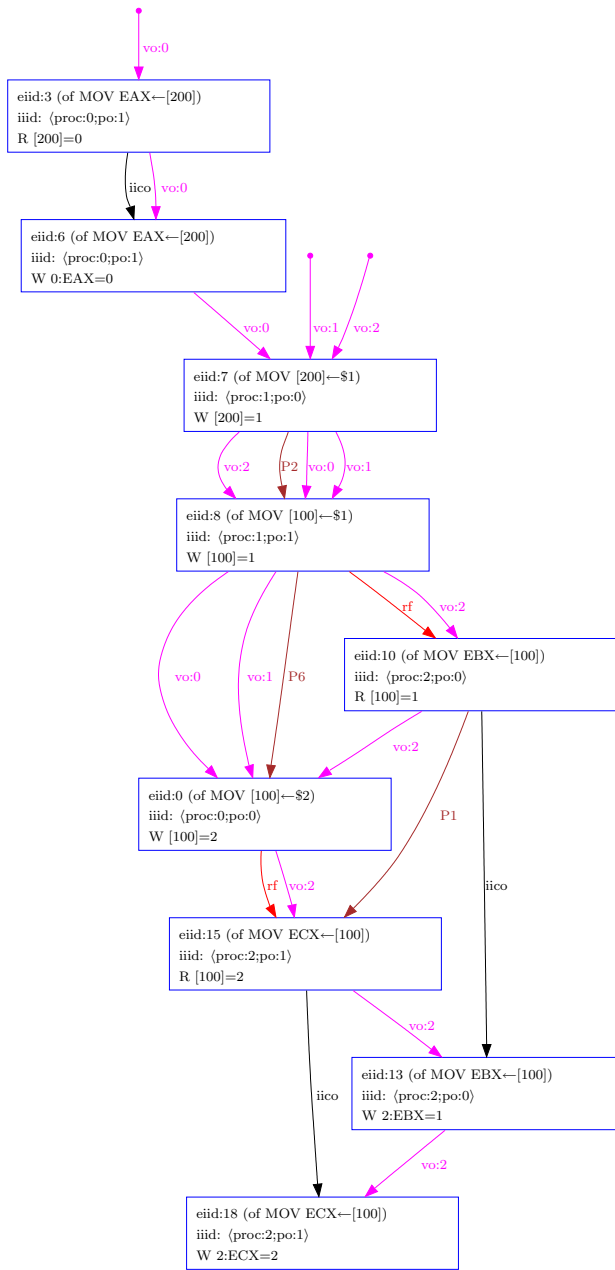 vo:0
eiid:3 (of MOV EAX←[200])
iiid: ⟨proc:0;po:1⟩
R [200]=0
iico
vo:0
eiid:6 (of MOV EAX←[200])
iiid: ⟨proc:0;po:1⟩
W 0:EAX=0
vo:0
vo:1
vo:2
eiid:7 (of MOV [200]←$1)
iiid: ⟨proc:1;po:0⟩
W [200]=1
vo:2
P2
vo:0
vo:1
eiid:8 (of MOV [100]←$1)
iiid: ⟨proc:1;po:1⟩
W [100]=1
rf
vo:2
eiid:10 (of MOV EBX←[100])
iiid: ⟨proc:2;po:0⟩
R [100]=1
vo:0
vo:1
P6
vo:2
eiid:0 (of MOV [100]←$2)
iiid: ⟨proc:0;po:0⟩
W [100]=2
P1
rf
vo:2
iico
eiid:15 (of MOV ECX←[100])
iiid: ⟨proc:2;po:1⟩
R [100]=2
vo:2
eiid:13 (of MOV EBX←[100])
iiid: ⟨proc:2;po:0⟩
W 2:EBX=1
iico
vo:2
eiid:18 (of MOV ECX←[100])
iiid: ⟨proc:2;po:1⟩
W 2:ECX=2